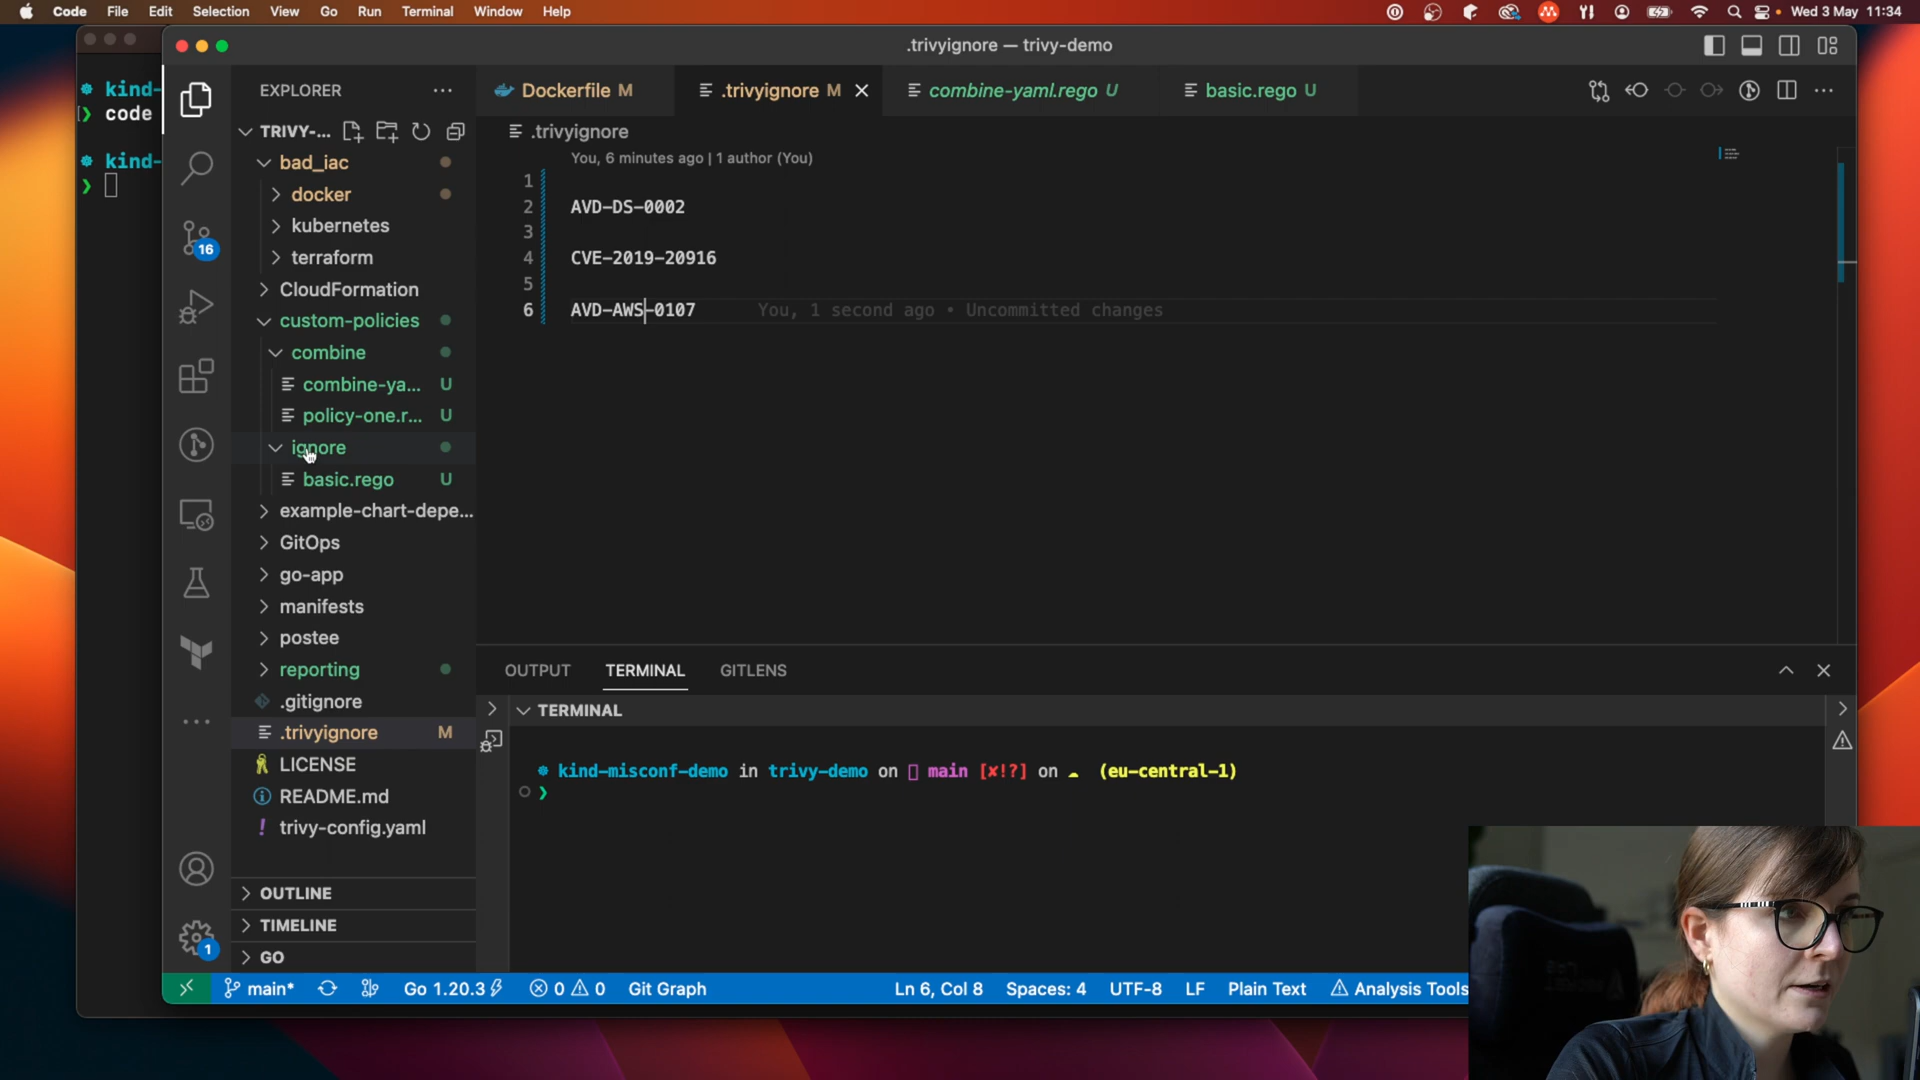 Code File Edit Selection View Go Run Terminal Window Help
Wed 3 May 11:34
.trivyignore — trivy-demo
kind-
code
kind-
EXPLORER
TRIVY-...
bad_iac
docker
kubernetes
terraform
CloudFormation
custom-policies
combine
combine-ya... U
policy-one.r... U
ignore
basic.rego U
example-chart-depe...
GitOps
go-app
manifests
postee
reporting
.gitignore
.trivyignore M
LICENSE
README.md
trivy-config.yaml
OUTLINE
TIMELINE
GO
16
1
Dockerfile M
.trivyignore M
combine-yaml.rego U
basic.rego U
.trivyignore
You, 6 minutes ago | 1 author (You)
1
2 AVD-DS-0002
3
4 CVE-2019-20916
5
6 AVD-AWS-0107 You, 1 second ago • Uncommitted changes
OUTPUT TERMINAL GITLENS
TERMINAL
kind-misconf-demo in trivy-demo on main [✘!?] on (eu-central-1)
❯
main* Go 1.20.3 0 0 Git Graph Ln 6, Col 8 Spaces: 4 UTF-8 LF Plain Text Analysis Tools